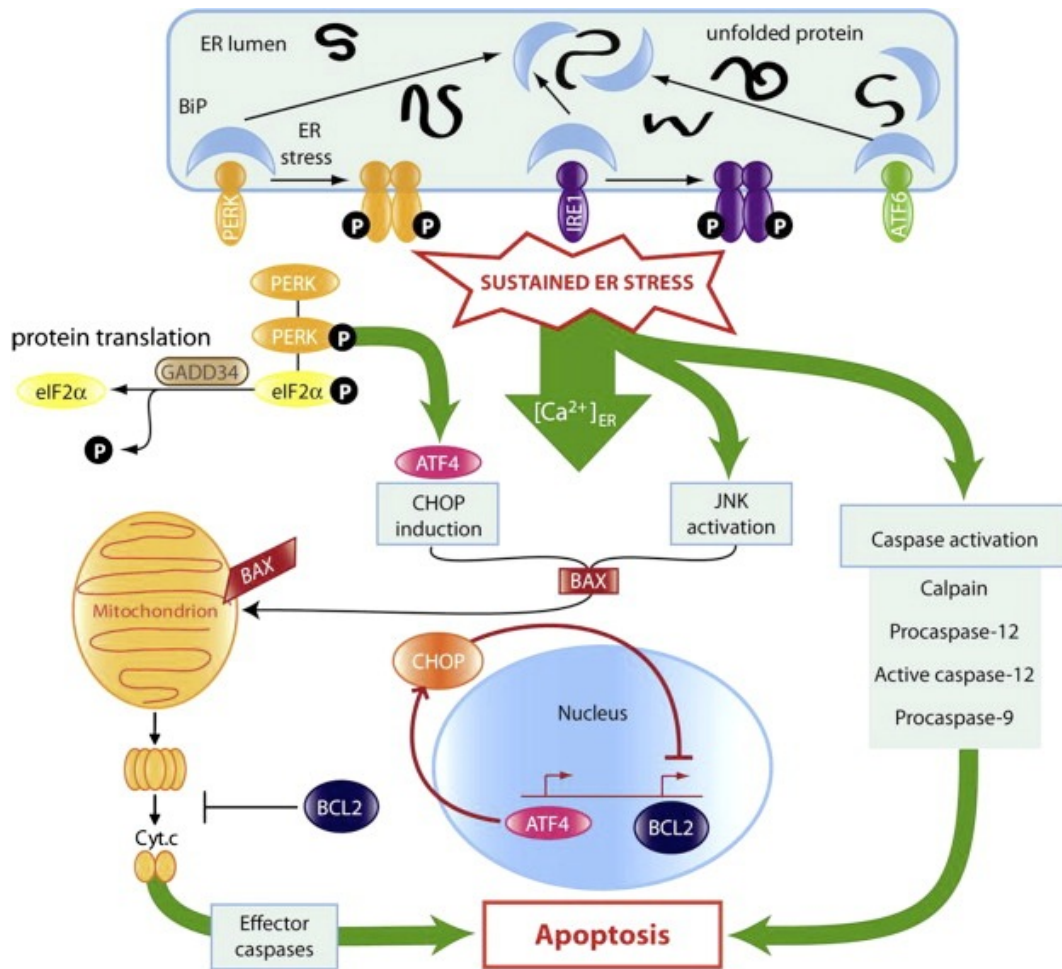 ER lumen
unfolded protein
BiP
ER
stress
PERK
P
P
IRE1
P
P
ATF6
SUSTAINED ER STRESS
PERK
protein translation
PERK
P
GADD34
eIF2α
eIF2α
P
P
[Ca²⁺]ER
ATF4
CHOP
induction
JNK
activation
BAX
BAX
Caspase activation
Calpain
Procaspase-12
Active caspase-12
Procaspase-9
Mitochondrion
CHOP
Nucleus
BCL2
ATF4
BCL2
Cyt.c
Effector
caspases
Apoptosis